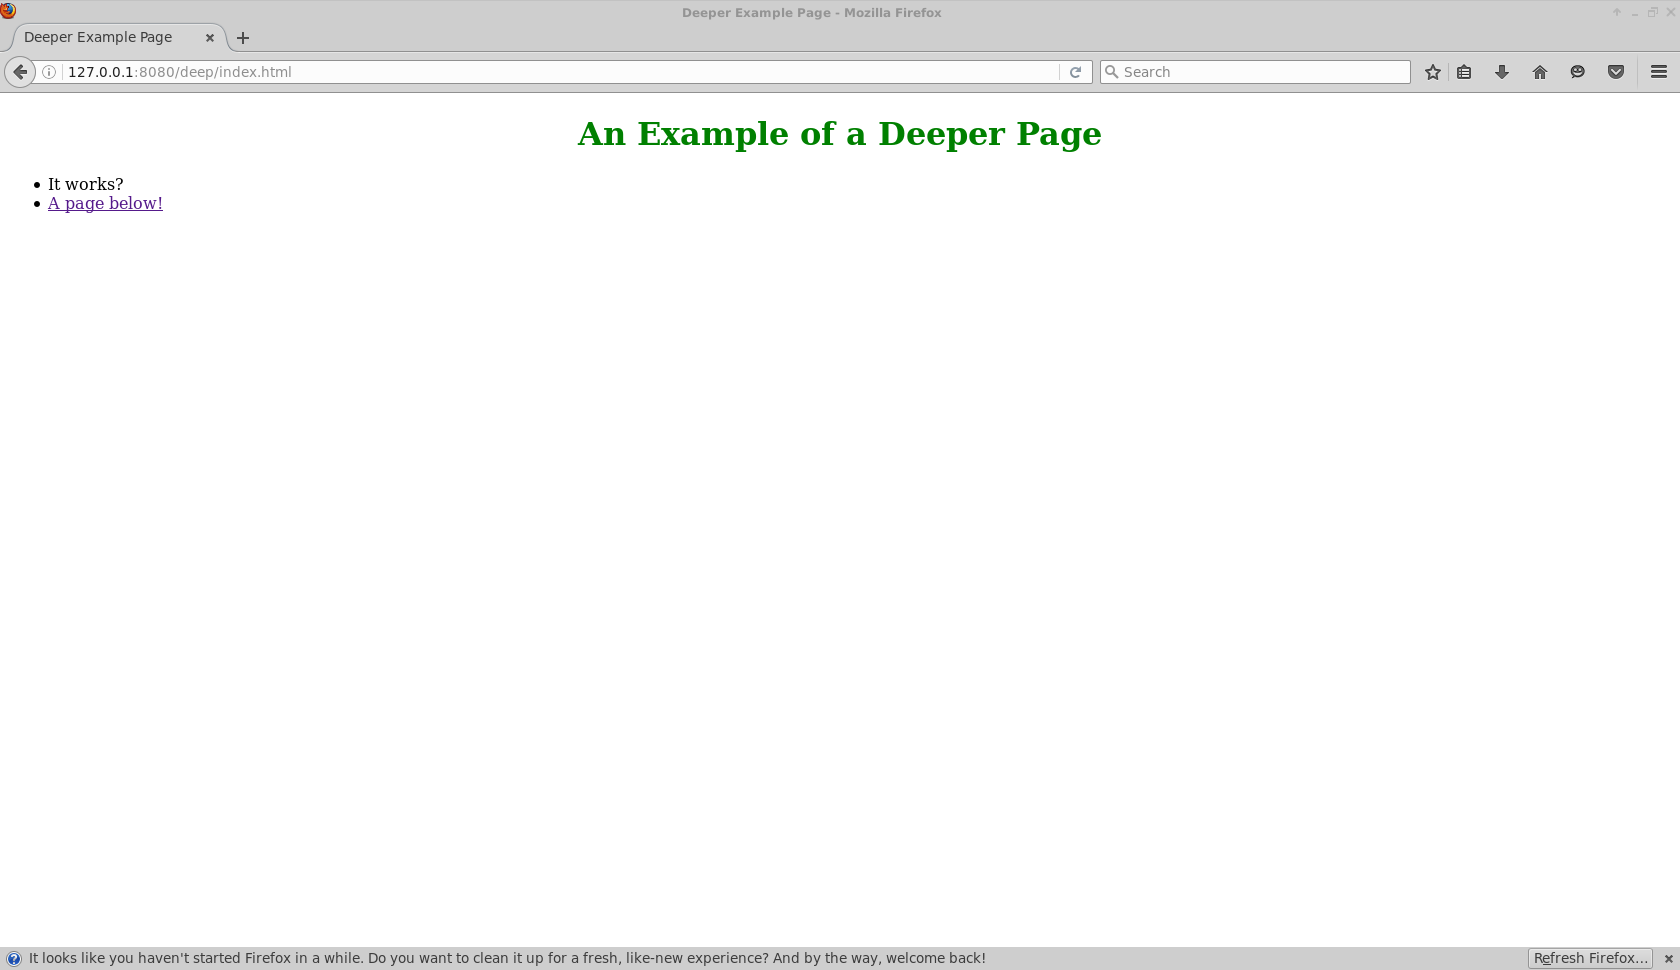 Deeper Example Page - Mozilla Firefox
Deeper Example Page
127.0.0.1:8080/deep/index.html
Search
An Example of a Deeper Page
It works?
A page below!
It looks like you haven't started Firefox in a while. Do you want to clean it up for a fresh, like-new experience? And by the way, welcome back!
Refresh Firefox...